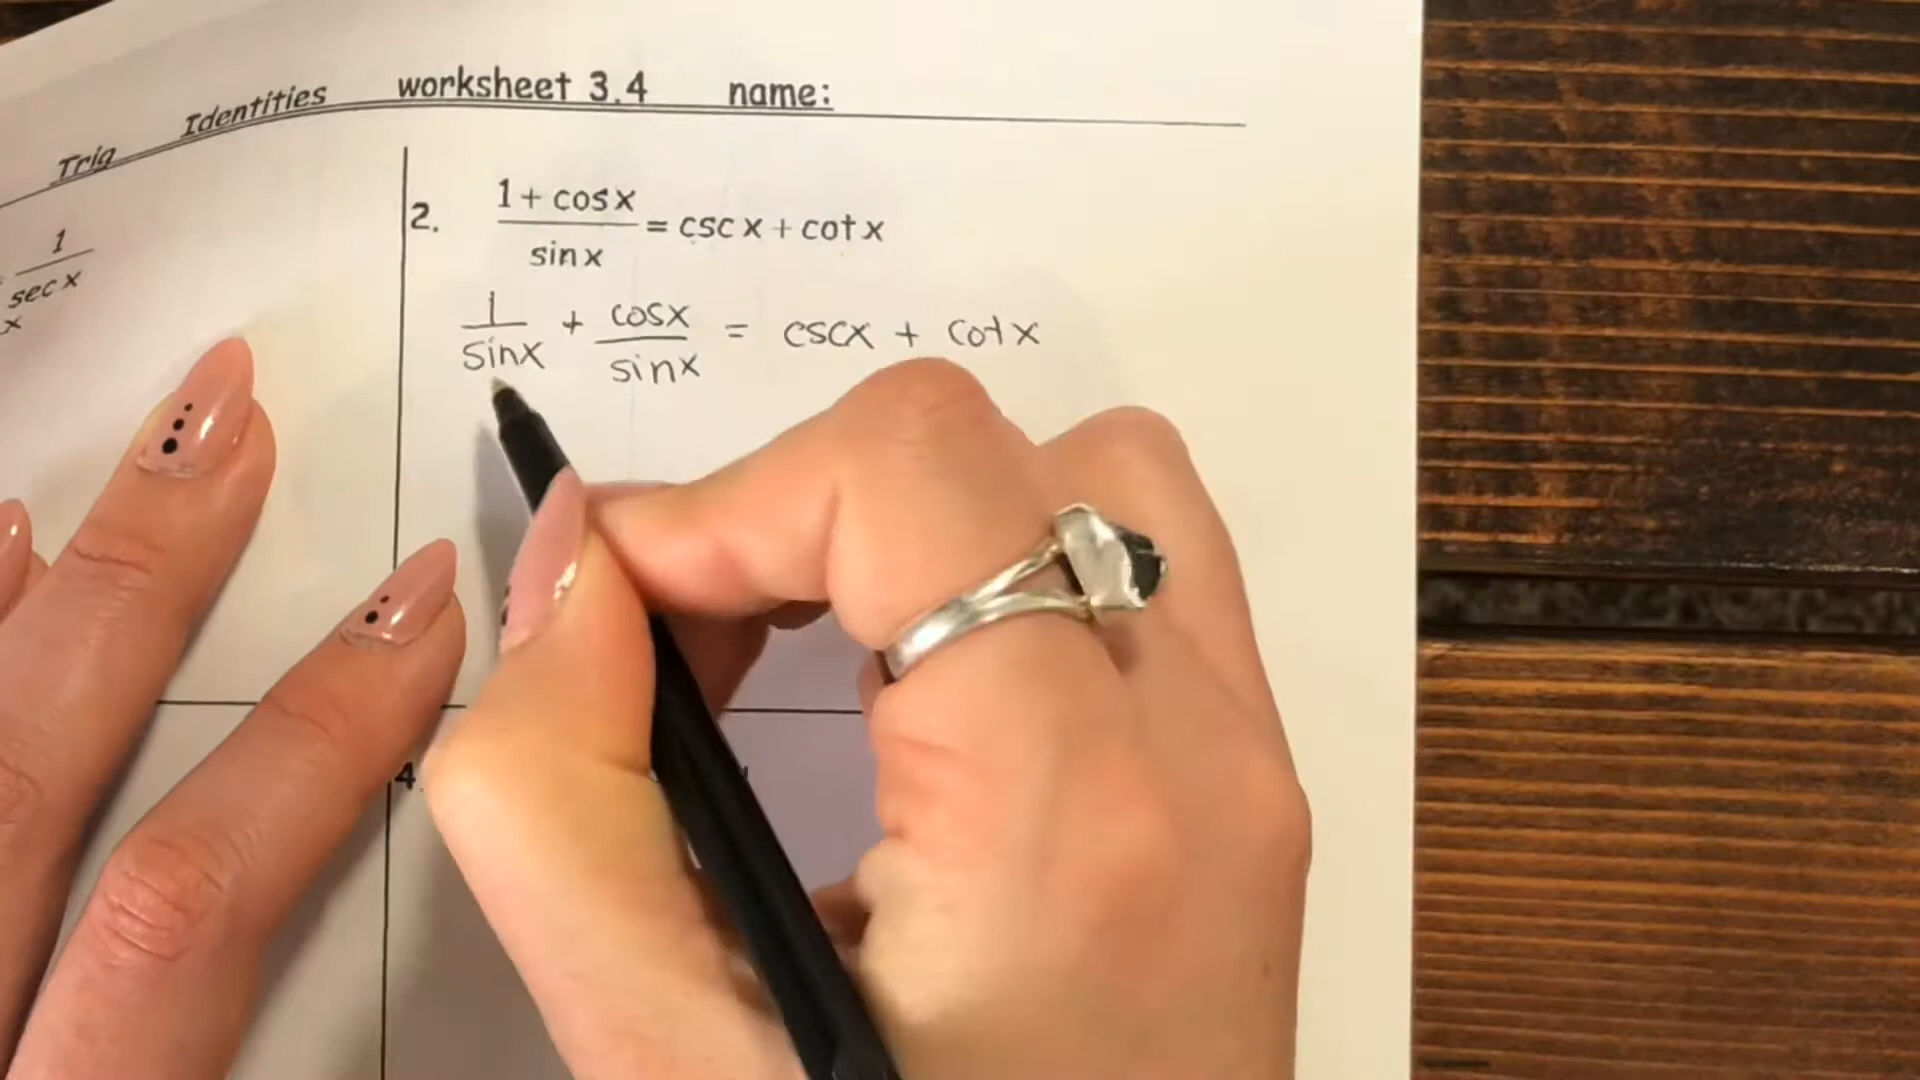 Trig Identities worksheet 3.4 name:
1
sec x
x
2. 1 + cos x
sin x
= csc x + cot x
1/sinx + cosx/sinx = cscx + cotx
4.